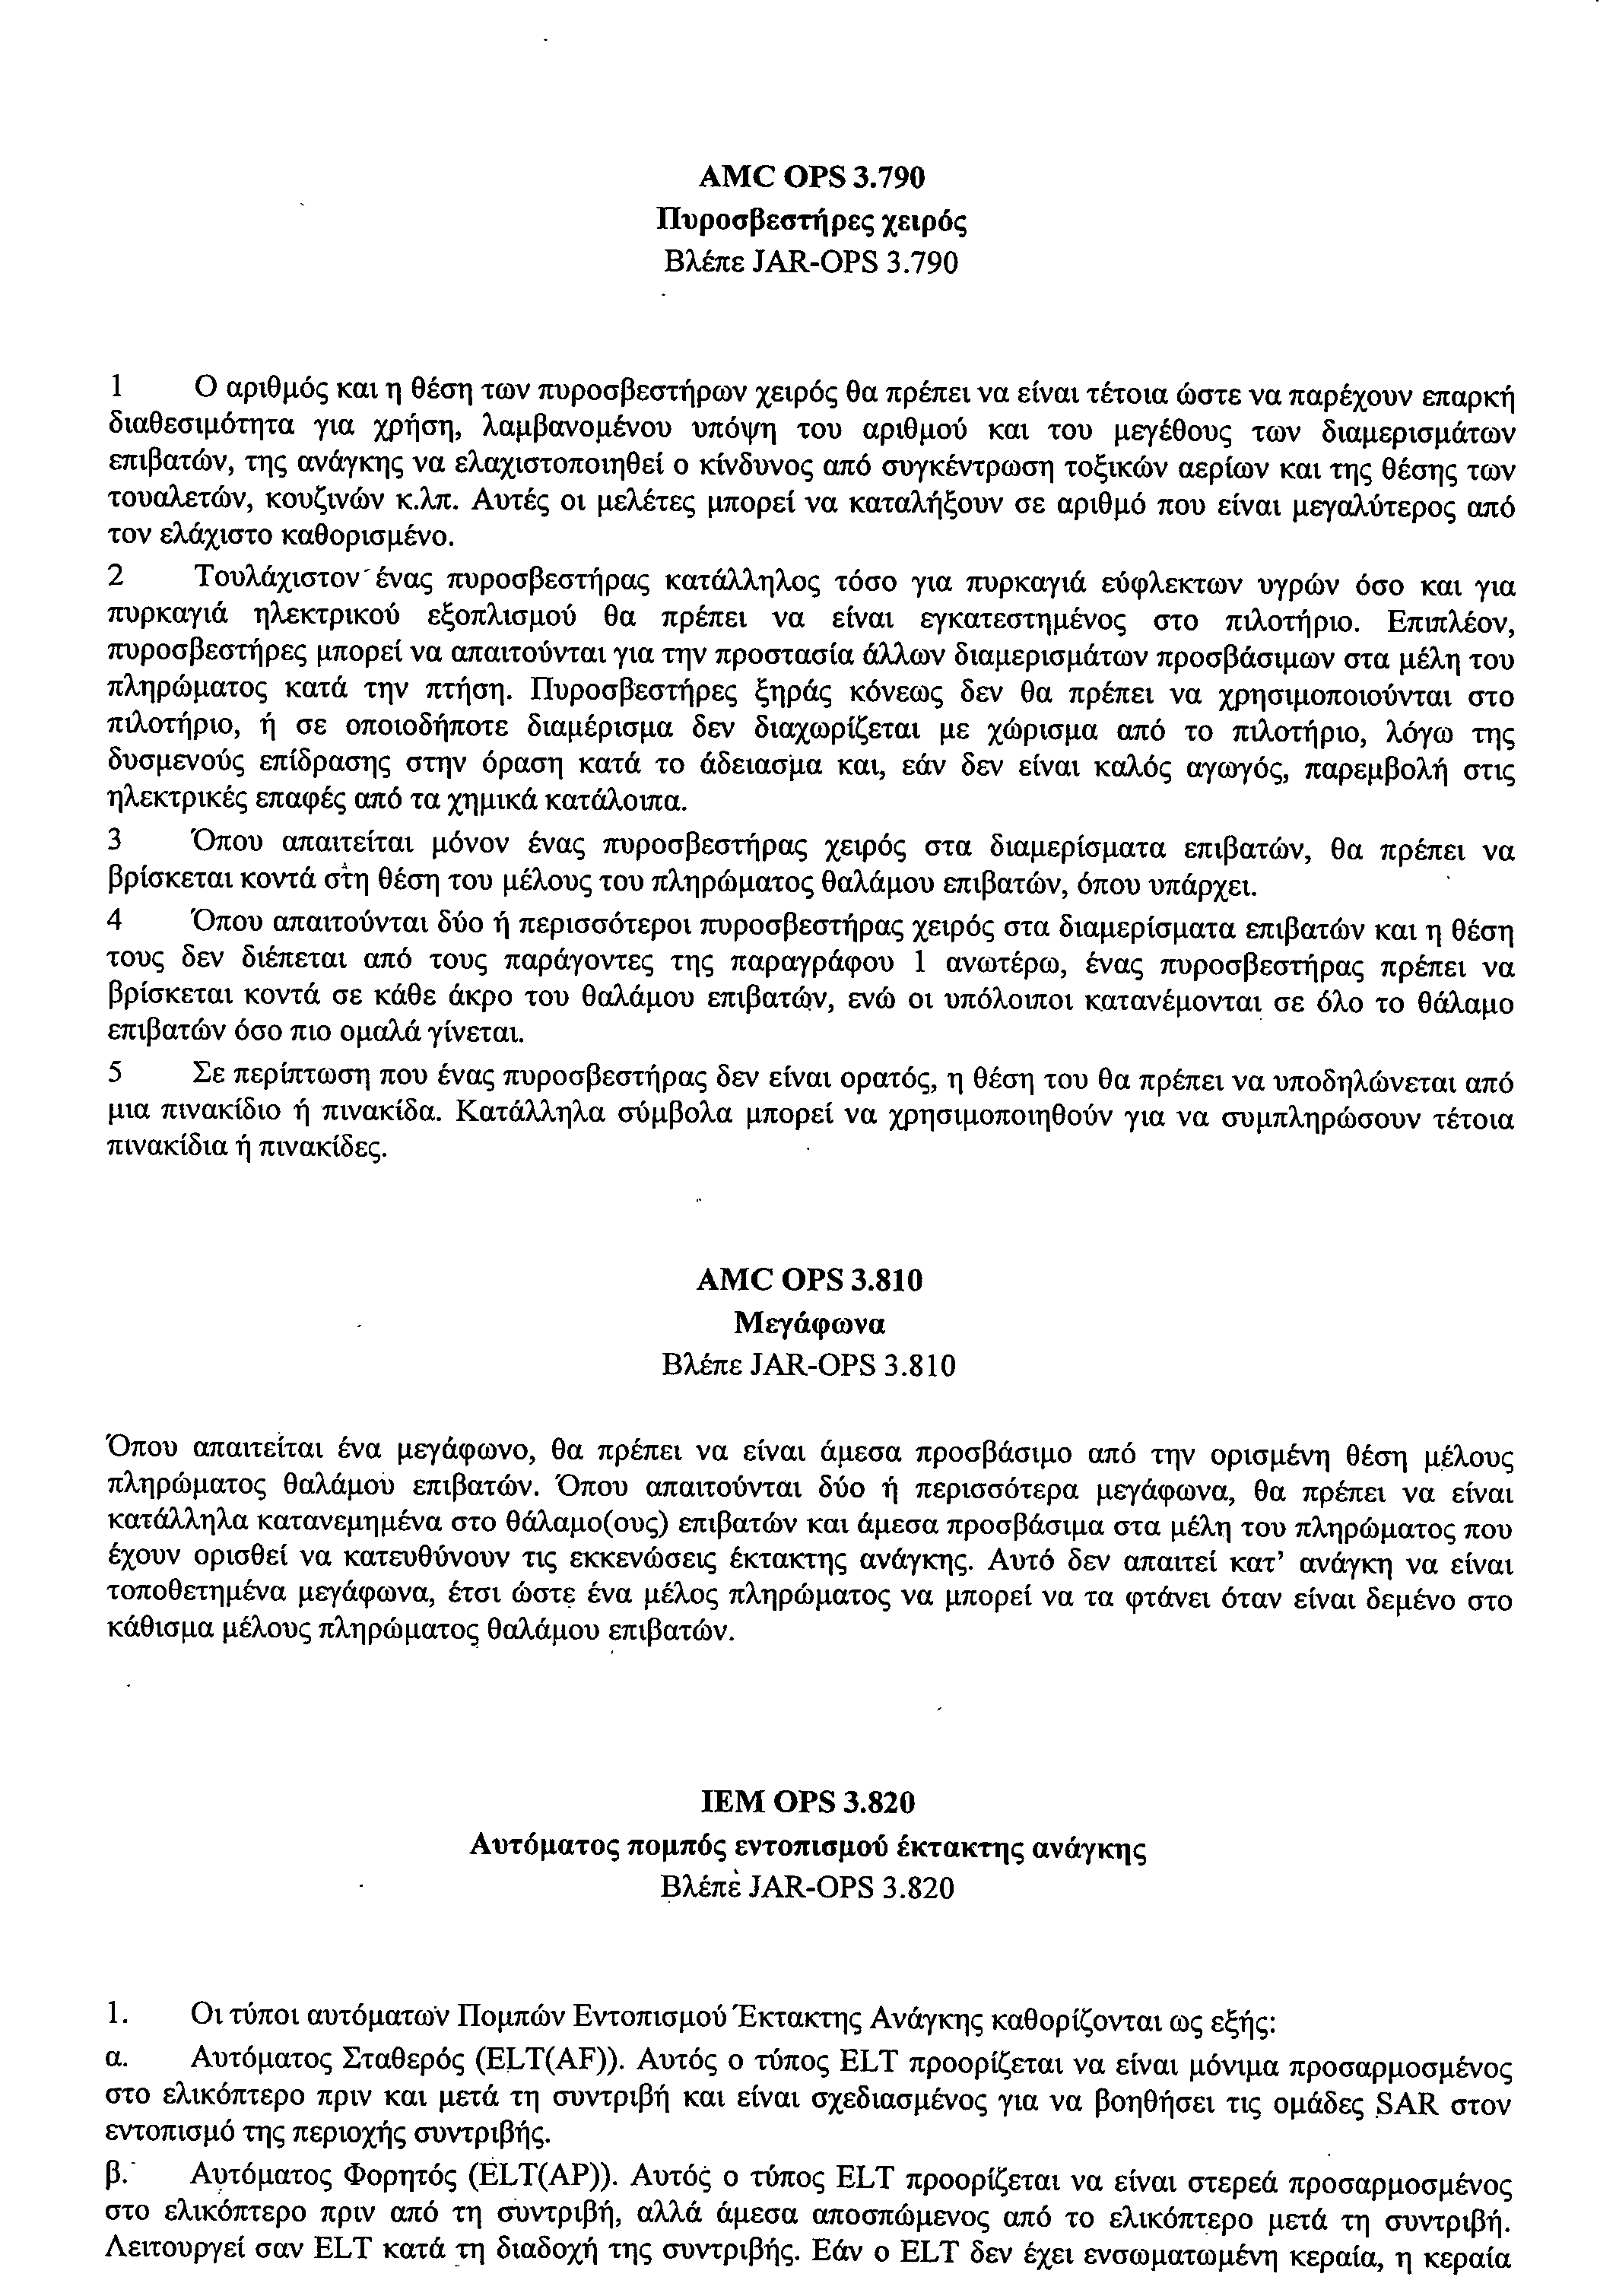 AMC OPS 3.790
Πυροσβεστήρες χειρός
Βλέπε JAR-OPS 3.790
1 Ο αριθμός και η θέση των πυροσβεστήρων χειρός θα πρέπει να είναι τέτοια ώστε να παρέχουν επαρκή
διαθεσιμότητα για χρήση, λαμβανομένου υπόψη του αριθμού και του μεγέθους των διαμερισμάτων
επιβατών, της ανάγκης να ελαχιστοποιηθεί ο κίνδυνος από συγκέντρωση τοξικών αερίων και της θέσης των
τουαλετών, κουζινών κ.λπ. Αυτές οι μελέτες μπορεί να καταλήξουν σε αριθμό που είναι μεγαλύτερος από
τον ελάχιστο καθορισμένο.
2 Τουλάχιστον ένας πυροσβεστήρας κατάλληλος τόσο για πυρκαγιά εύφλεκτων υγρών όσο και για
πυρκαγιά ηλεκτρικού εξοπλισμού θα πρέπει να είναι εγκατεστημένος στο πιλοτήριο. Επιπλέον,
πυροσβεστήρες μπορεί να απαιτούνται για την προστασία άλλων διαμερισμάτων προσβάσιμων στα μέλη του
πληρώματος κατά την πτήση. Πυροσβεστήρες ξηράς κόνεως δεν θα πρέπει να χρησιμοποιούνται στο
πιλοτήριο, ή σε οποιοδήποτε διαμέρισμα δεν διαχωρίζεται με χώρισμα από το πιλοτήριο, λόγω της
δυσμενούς επίδρασης στην όραση κατά το άδειασμα και, εάν δεν είναι καλός αγωγός, παρεμβολή στις
ηλεκτρικές επαφές από τα χημικά κατάλοιπα.
3 Όπου απαιτείται μόνον ένας πυροσβεστήρας χειρός στα διαμερίσματα επιβατών, θα πρέπει να
βρίσκεται κοντά στη θέση του μέλους του πληρώματος θαλάμου επιβατών, όπου υπάρχει.
4 Όπου απαιτούνται δύο ή περισσότεροι πυροσβεστήρας χειρός στα διαμερίσματα επιβατών και η θέση
τους δεν διέπεται από τους παράγοντες της παραγράφου 1 ανωτέρω, ένας πυροσβεστήρας πρέπει να
βρίσκεται κοντά σε κάθε άκρο του θαλάμου επιβατών, ενώ οι υπόλοιποι κατανέμονται σε όλο το θάλαμο
επιβατών όσο πιο ομαλά γίνεται.
5 Σε περίπτωση που ένας πυροσβεστήρας δεν είναι ορατός, η θέση του θα πρέπει να υποδηλώνεται από
μια πινακίδιο ή πινακίδα. Κατάλληλα σύμβολα μπορεί να χρησιμοποιηθούν για να συμπληρώσουν τέτοια
πινακίδια ή πινακίδες.
AMC OPS 3.810
Μεγάφωνα
Βλέπε JAR-OPS 3.810
Όπου απαιτείται ένα μεγάφωνο, θα πρέπει να είναι άμεσα προσβάσιμο από την ορισμένη θέση μέλους
πληρώματος θαλάμου επιβατών. Όπου απαιτούνται δύο ή περισσότερα μεγάφωνα, θα πρέπει να είναι
κατάλληλα κατανεμημένα στο θάλαμο(ους) επιβατών και άμεσα προσβάσιμα στα μέλη του πληρώματος που
έχουν ορισθεί να κατευθύνουν τις εκκενώσεις έκτακτης ανάγκης. Αυτό δεν απαιτεί κατ’ ανάγκη να είναι
τοποθετημένα μεγάφωνα, έτσι ώστε ένα μέλος πληρώματος να μπορεί να τα φτάνει όταν είναι δεμένο στο
κάθισμα μέλους πληρώματος θαλάμου επιβατών.
IEM OPS 3.820
Αυτόματος πομπός εντοπισμού έκτακτης ανάγκης
Βλέπε JAR-OPS 3.820
1. Οι τύποι αυτόματων Πομπών Εντοπισμού Έκτακτης Ανάγκης καθορίζονται ως εξής:
α. Αυτόματος Σταθερός (ELT(AF)). Αυτός ο τύπος ELT προορίζεται να είναι μόνιμα προσαρμοσμένος
στο ελικόπτερο πριν και μετά τη συντριβή και είναι σχεδιασμένος για να βοηθήσει τις ομάδες SAR στον
εντοπισμό της περιοχής συντριβής.
β. Αυτόματος Φορητός (ELT(AP)). Αυτός ο τύπος ELT προορίζεται να είναι στερεά προσαρμοσμένος
στο ελικόπτερο πριν από τη συντριβή, αλλά άμεσα αποσπώμενος από το ελικόπτερο μετά τη συντριβή.
Λειτουργεί σαν ELT κατά τη διαδοχή της συντριβής. Εάν ο ELT δεν έχει ενσωματωμένη κεραία, η κεραία